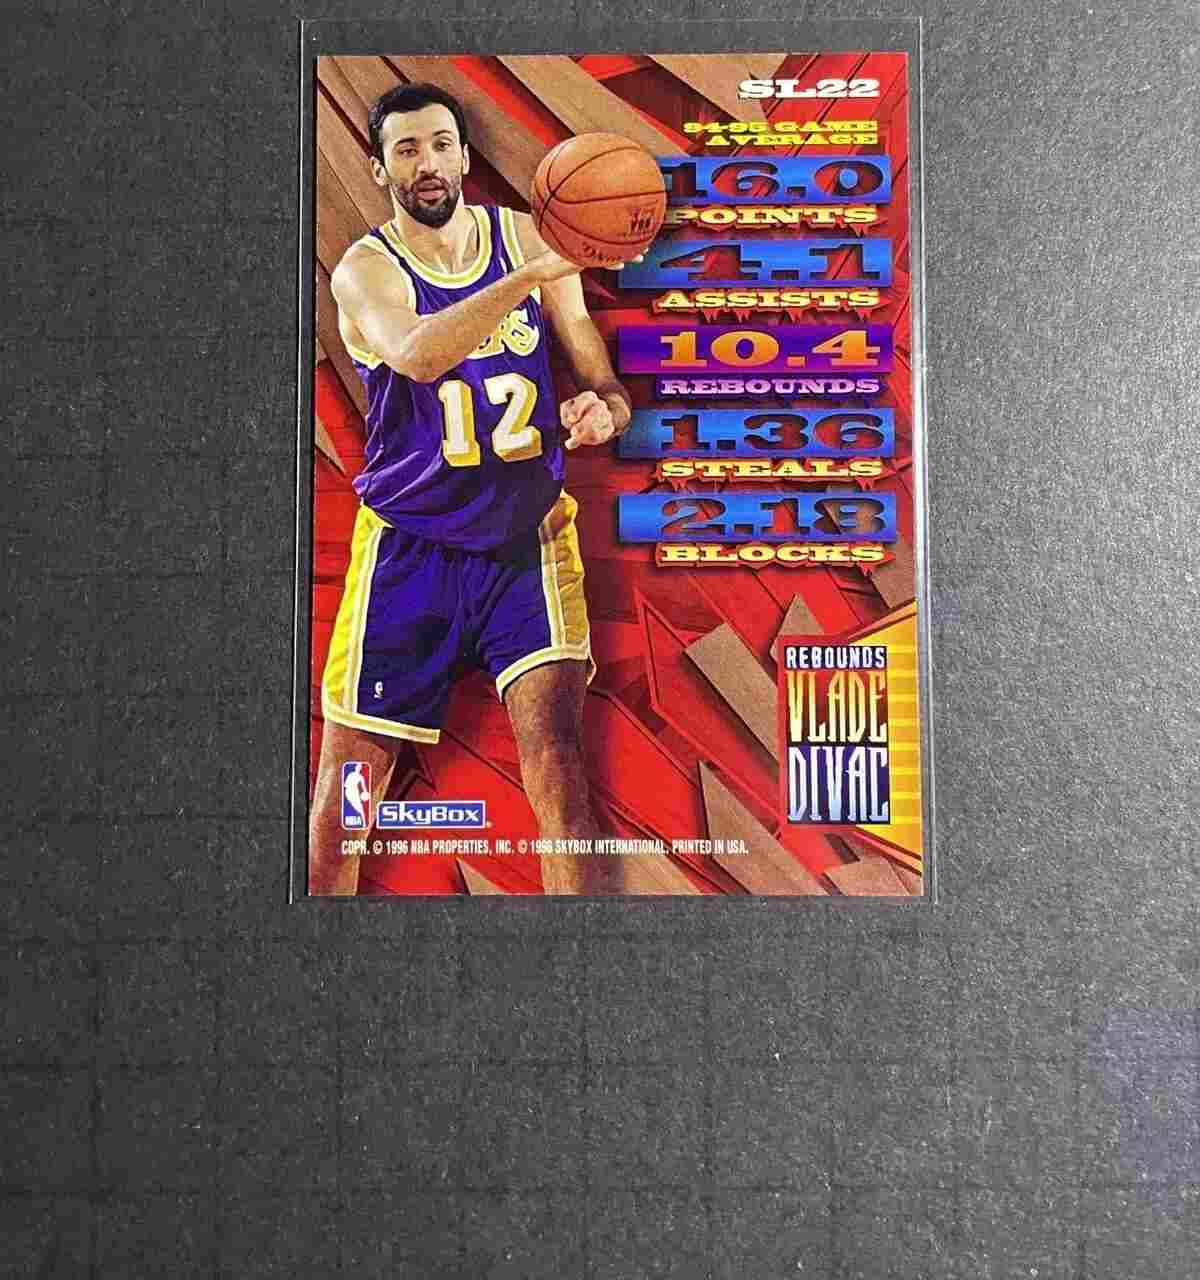 SL22
94-95 GAME
AVERAGE
16.0
POINTS
4.1
ASSISTS
10.4
REBOUNDS
1.36
STEALS
2.18
BLOCKS
12
REBOUNDS
VLADE
DIVAC
NBA
SkyBox
COPR. © 1996 NBA PROPERTIES, INC. © 1996 SKYBOX INTERNATIONAL. PRINTED IN USA.